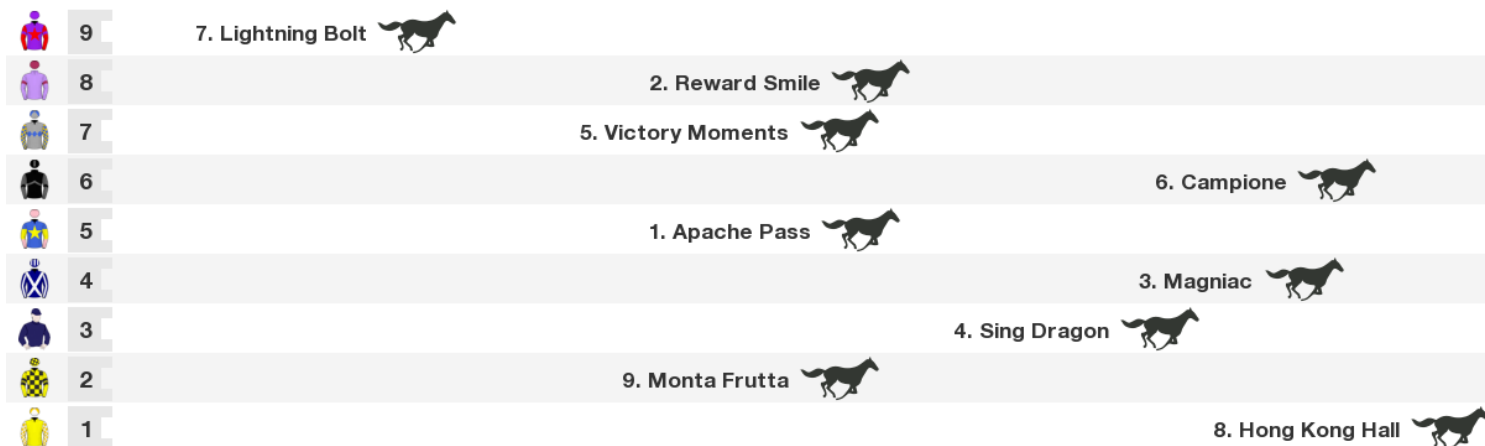 9 7. Lightning Bolt
8 2. Reward Smile
7 5. Victory Moments
6 6. Campione
5 1. Apache Pass
4 3. Magniac
3 4. Sing Dragon
2 9. Monta Frutta
1 8. Hong Kong Hall